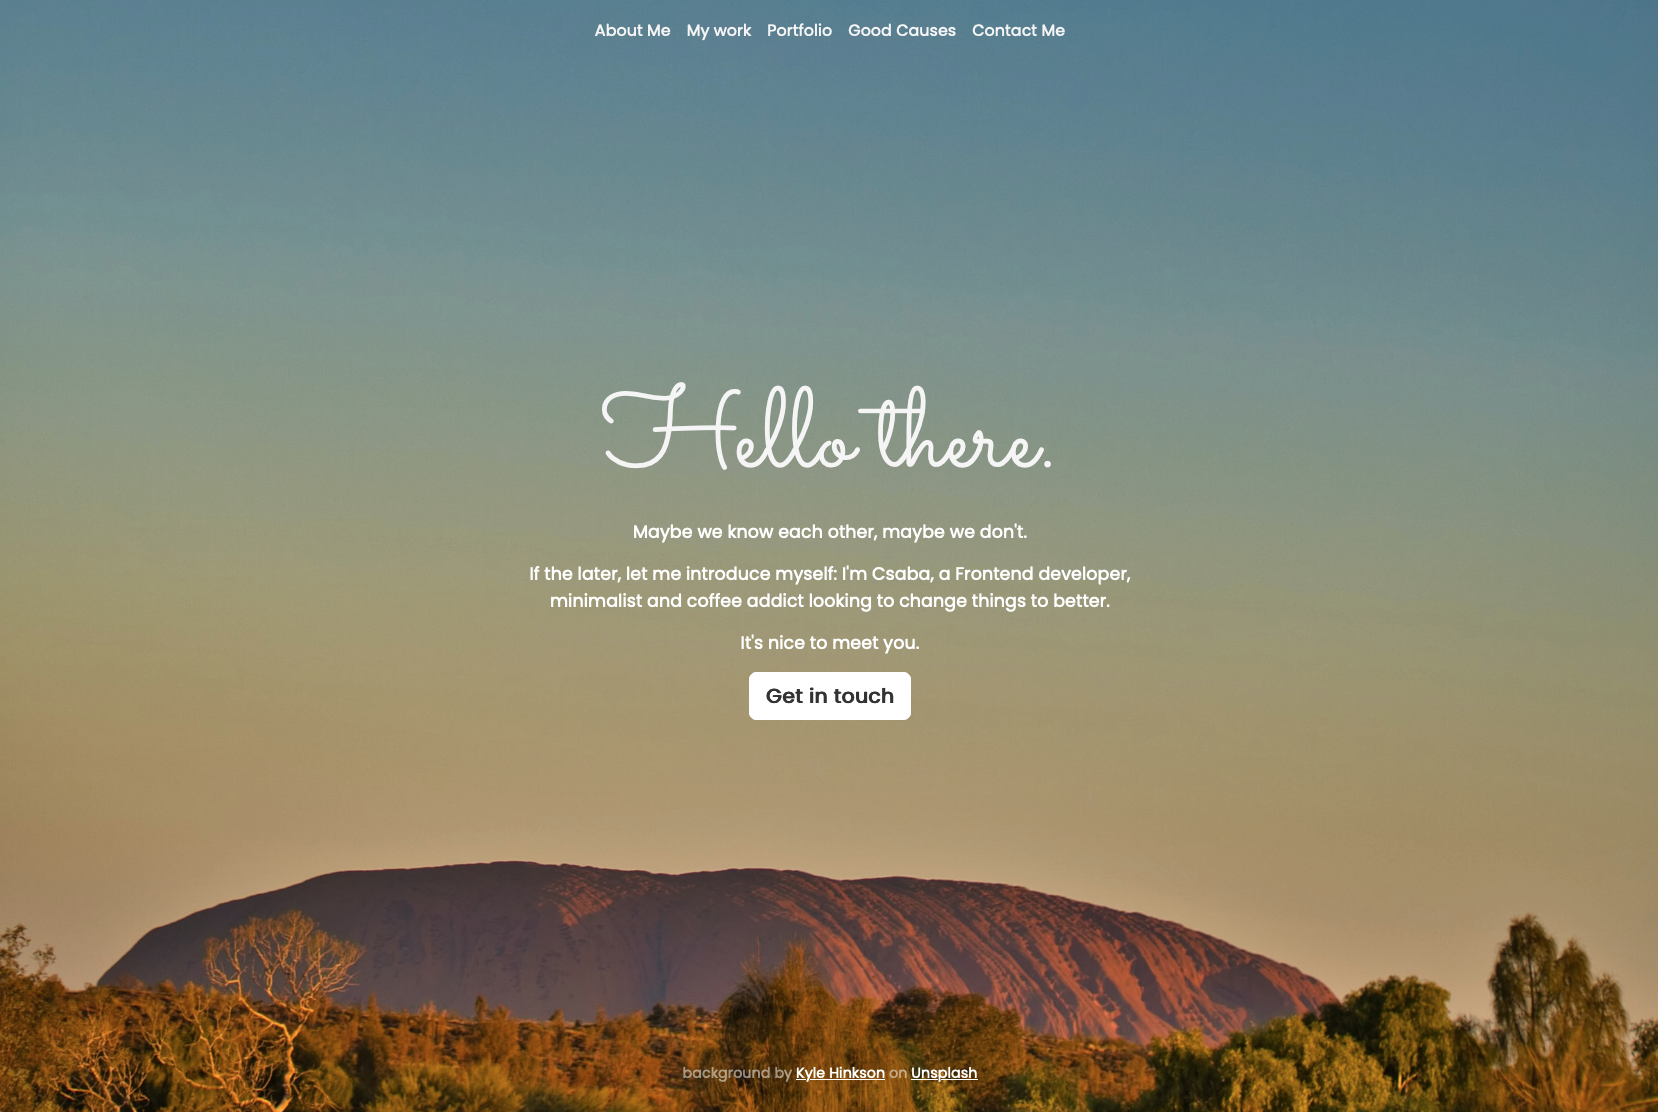 About Me My work Portfolio Good Causes Contact Me
Hello there.
Maybe we know each other, maybe we don't.
If the later, let me introduce myself: I'm Csaba, a Frontend developer,
minimalist and coffee addict looking to change things to better.
It's nice to meet you.
Get in touch
background by Kyle Hinkson on Unsplash